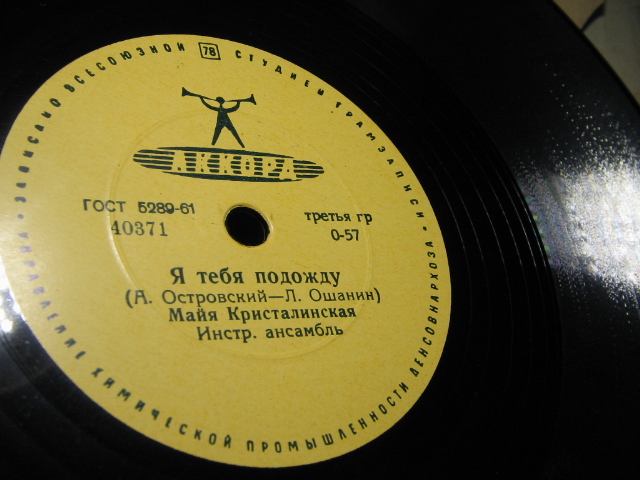 ЗАПИСАНО ВСЕСОЮЗНОЙ 78 СТУДИЕЙ ГРАМЗАПИСИ
АККОРД
ГОСТ 5289-61
40371
третья гр
0-57
Я тебя подожду
(А. Островский—Л. Ошанин)
Майя Кристалинская
Инстр. ансамбль
УПРАВЛЕНИЕ ХИМИЧЕСКОЙ ПРОМЫШЛЕННОСТИ ЛЕНСОВНАРХОЗА